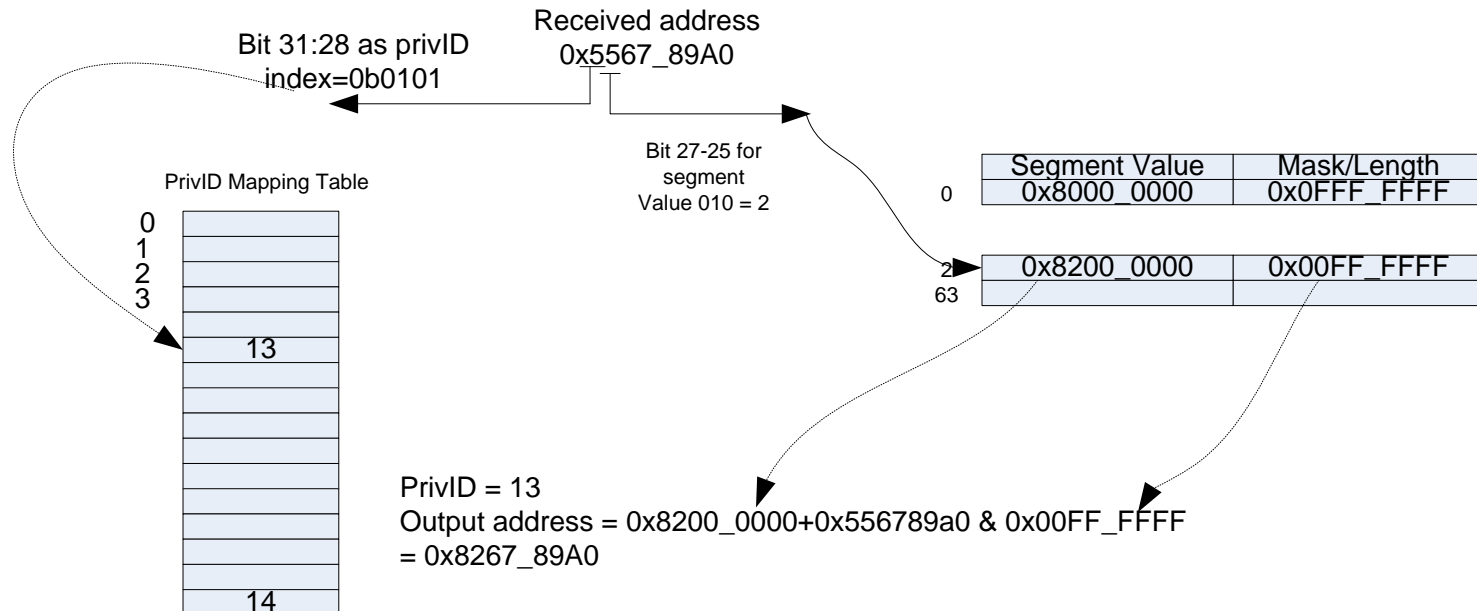 Received address
0x5567_89A0
Bit 31:28 as privID
index=0b0101
Bit 27-25 for
segment
Value 010 = 2
Segment Value Mask/Length
0 0x8000_0000 0x0FFF_FFFF
2 0x8200_0000 0x00FF_FFFF
63
PrivID Mapping Table
0
1
2
3
13
14
PrivID = 13
Output address = 0x8200_0000+0x556789a0 & 0x00FF_FFFF
= 0x8267_89A0